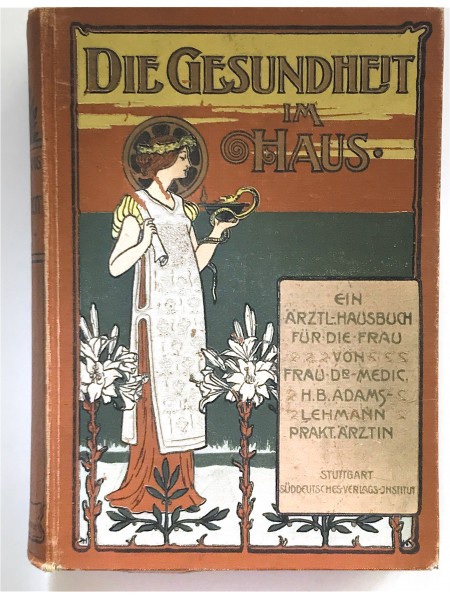 DIE GESUNDHEIT
IM
HAUS.
EIN
ÄRZTL.-HAUSBUCH
FÜR-DIE-FRAU
VON
FRAU-DR-MEDIC.
H.B.ADAMS-
LEHMANN
PRAKT.ÄRZTIN
STUTTGART
SÜDDEUTSCHES-VERLAGS-INSTITUT